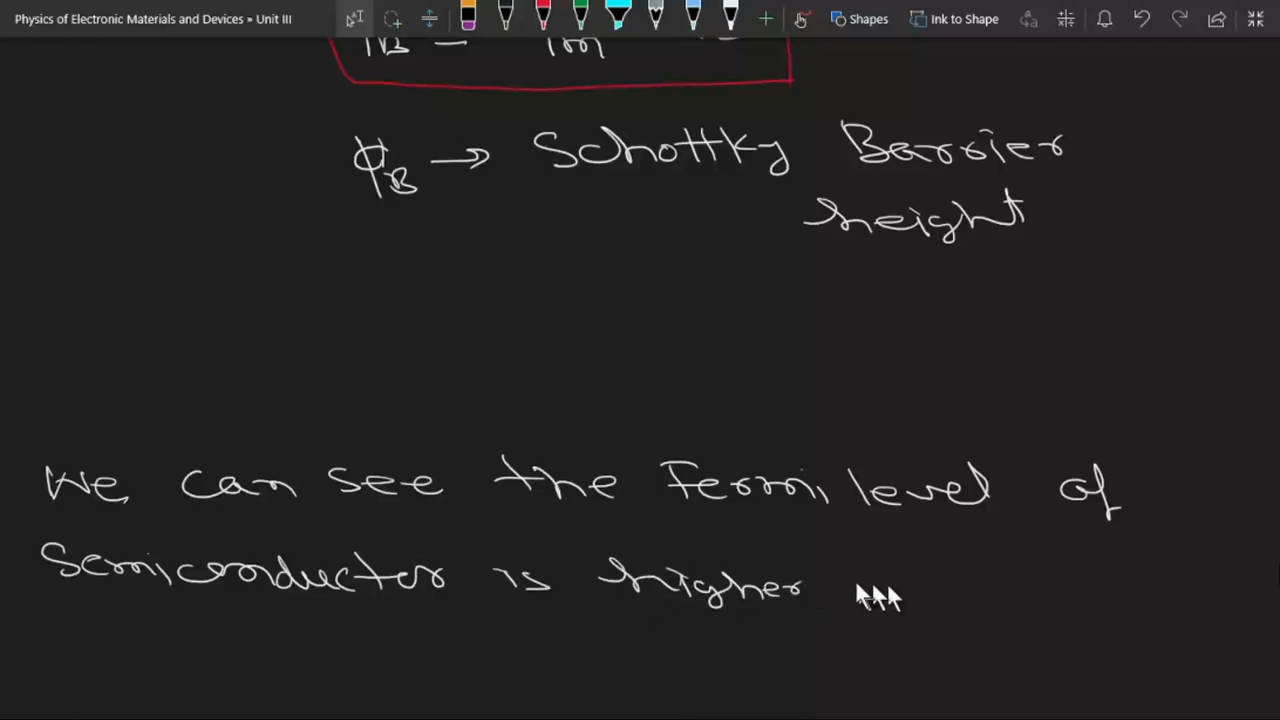 Physics of Electronic Materials and Devices » Unit III
Shapes
Ink to Shape
ϕB → Schottky Barrier
height
We can see the Fermi level of
Semiconductor is higher